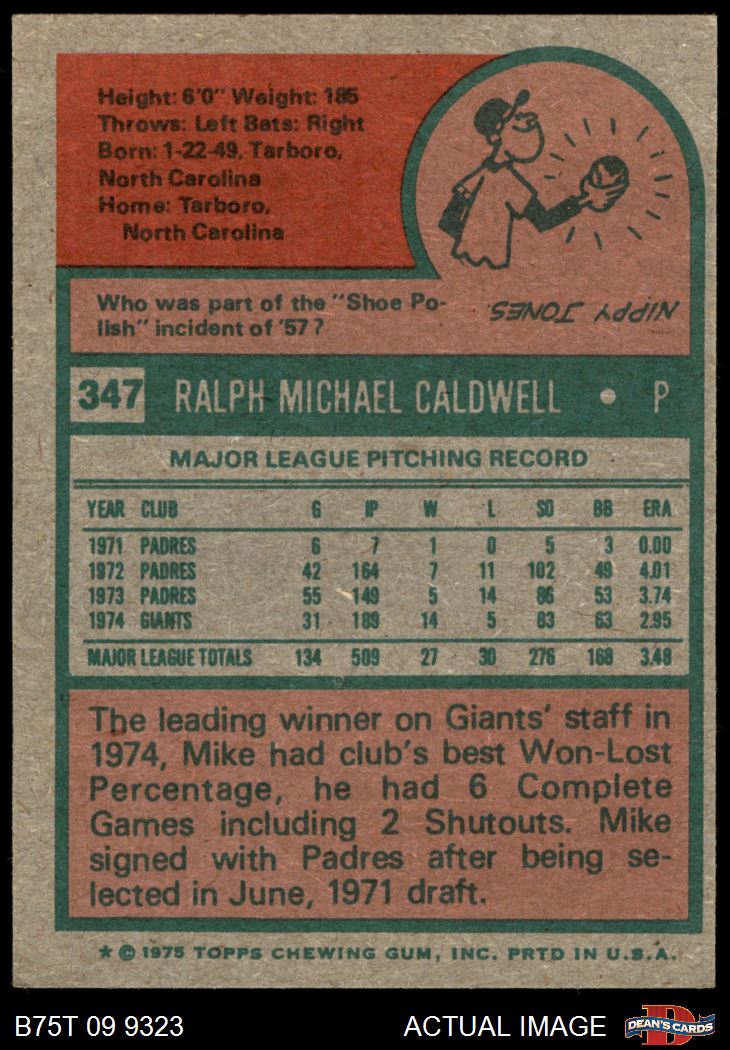 Height: 6'0" Weight: 185
Throws: Left Bats: Right
Born: 1-22-49, Tarboro,
North Carolina
Home: Tarboro,
North Carolina
Who was part of the "Shoe Po-
lish" incident of '57?
NIPPY JONES.
347 RALPH MICHAEL CALDWELL • P
MAJOR LEAGUE PITCHING RECORD
YEAR CLUB G IP W L SO BB ERA
1971 PADRES 6 7 1 0 5 3 0.00
1972 PADRES 42 164 7 11 102 49 4.01
1973 PADRES 55 149 5 14 86 53 3.74
1974 GIANTS 31 189 14 5 83 63 2.95
MAJOR LEAGUE TOTALS 134 509 27 30 276 168 3.48
The leading winner on Giants' staff in
1974, Mike had club's best Won-Lost
Percentage, he had 6 Complete
Games including 2 Shutouts. Mike
signed with Padres after being se-
lected in June, 1971 draft.
* © 1975 TOPPS CHEWING GUM, INC. PRTD IN U.S.A.
B75T 09 9323 ACTUAL IMAGE D DEAN'S CARDS